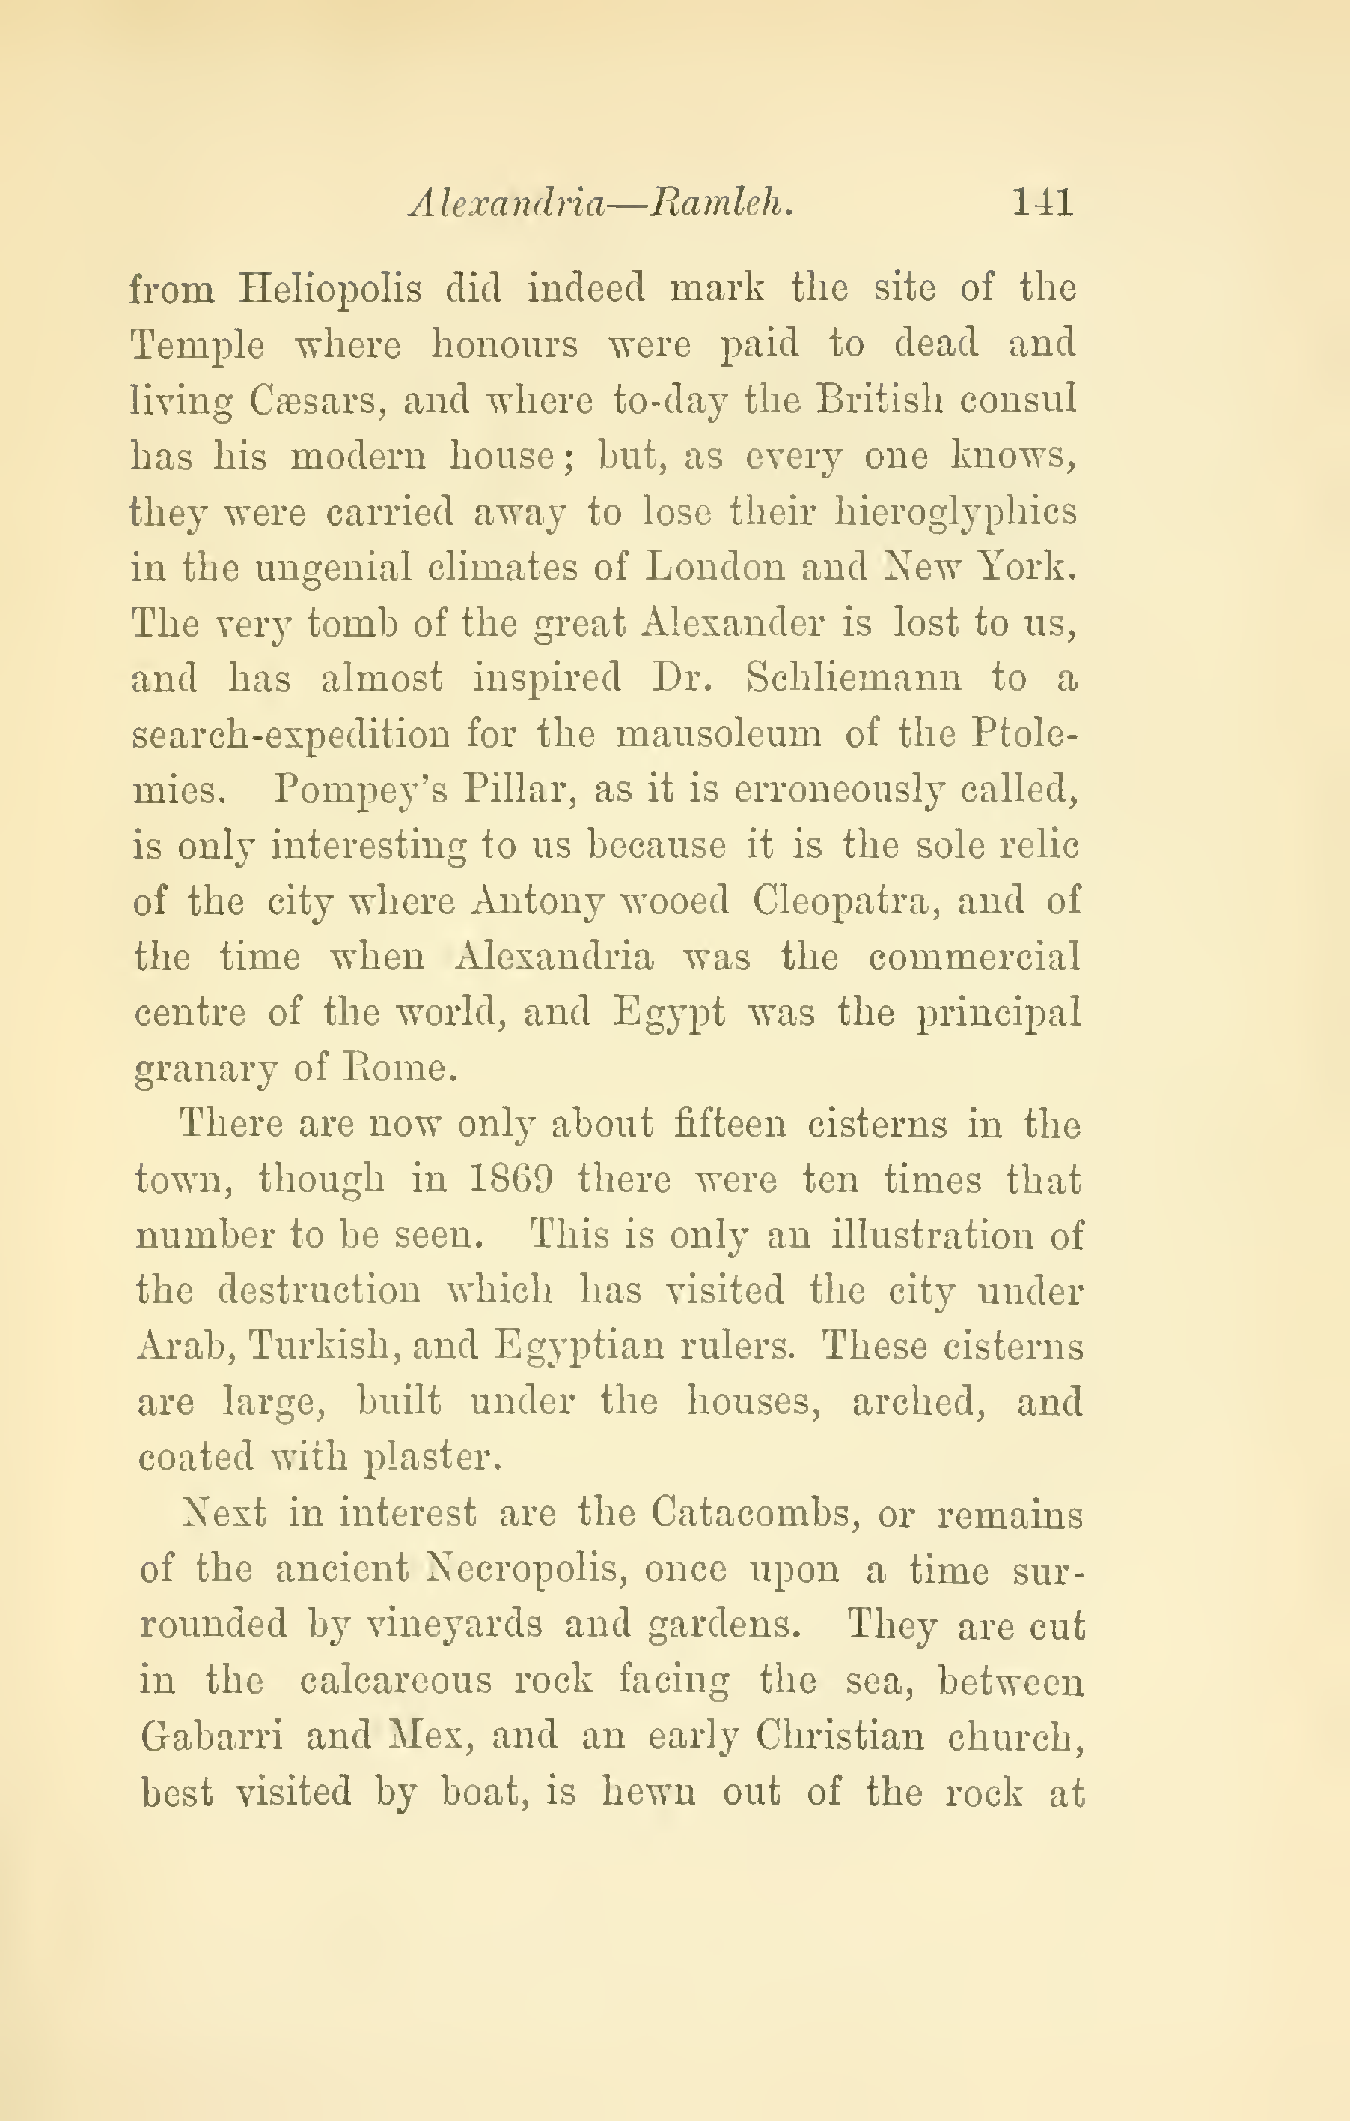 Alexandria—Ramleh. 141
from Heliopolis did indeed mark the site of the
Temple where honours were paid to dead and
living Cæsars, and where to-day the British consul
has his modern house; but, as every one knows,
they were carried away to lose their hieroglyphics
in the ungenial climates of London and New York.
The very tomb of the great Alexander is lost to us,
and has almost inspired Dr. Schliemann to a
search-expedition for the mausoleum of the Ptole-
mies. Pompey's Pillar, as it is erroneously called,
is only interesting to us because it is the sole relic
of the city where Antony wooed Cleopatra, and of
the time when Alexandria was the commercial
centre of the world, and Egypt was the principal
granary of Rome.
There are now only about fifteen cisterns in the
town, though in 1869 there were ten times that
number to be seen. This is only an illustration of
the destruction which has visited the city under
Arab, Turkish, and Egyptian rulers. These cisterns
are large, built under the houses, arched, and
coated with plaster.
Next in interest are the Catacombs, or remains
of the ancient Necropolis, once upon a time sur-
rounded by vineyards and gardens. They are cut
in the calcareous rock facing the sea, between
Gabarri and Mex, and an early Christian church,
best visited by boat, is hewn out of the rock at